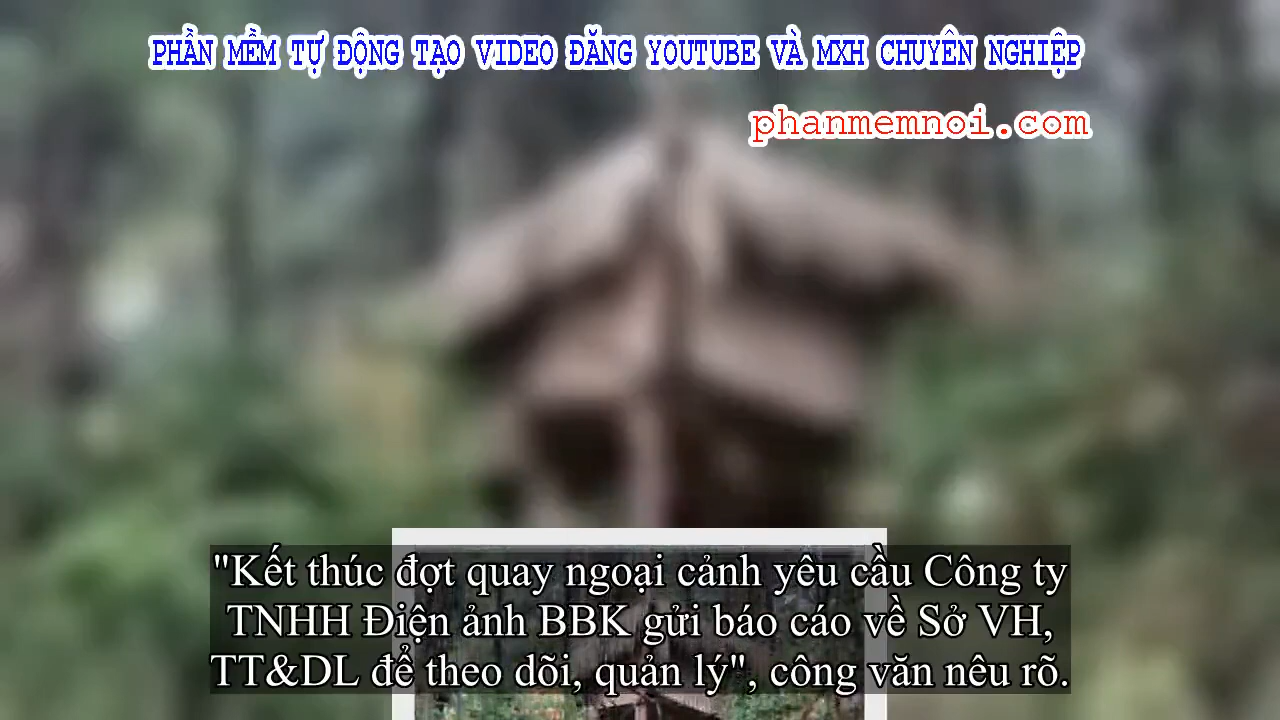 PHẦN MỀM TỰ ĐỘNG TẠO VIDEO ĐĂNG YOUTUBE VÀ MXH CHUYÊN NGHIỆP
phanmemnoi.com
"Kết thúc đợt quay ngoại cảnh yêu cầu Công ty
TNHH Điện ảnh BBK gửi báo cáo về Sở VH,
TT&DL để theo dõi, quản lý", công văn nêu rõ.